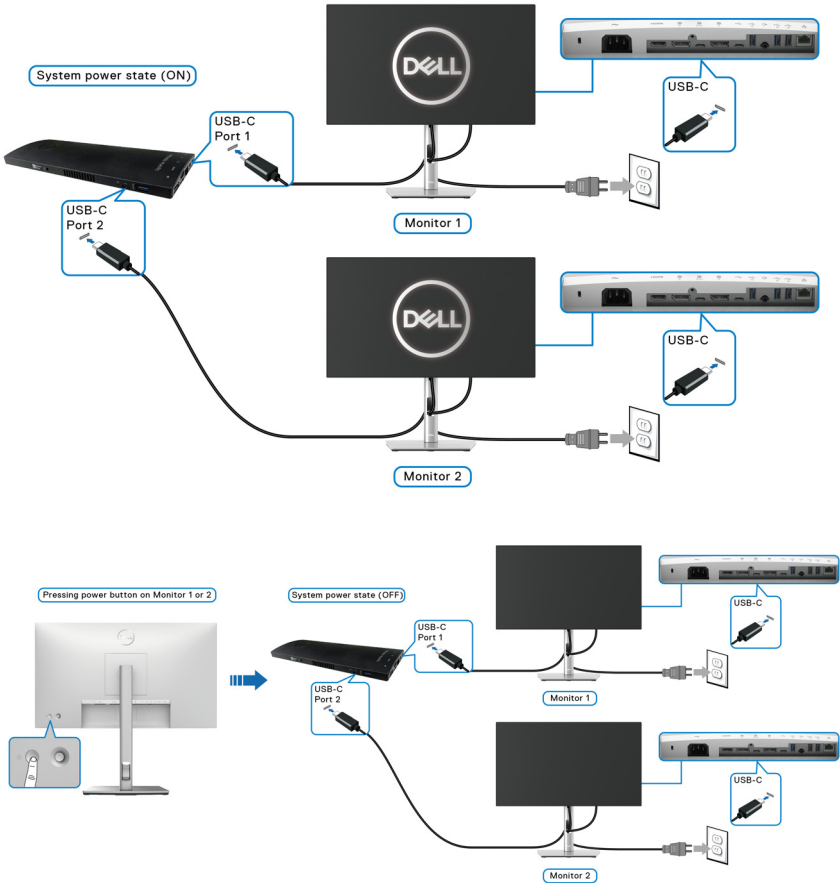 System power state (ON)
USB-C
Port 1
DELL
USB-C
Monitor 1
USB-C
Port 2
DELL
USB-C
Monitor 2
Pressing power button on Monitor 1 or 2
System power state (OFF)
USB-C
Port 1
USB-C
Monitor 1
USB-C
Port 2
USB-C
Monitor 2